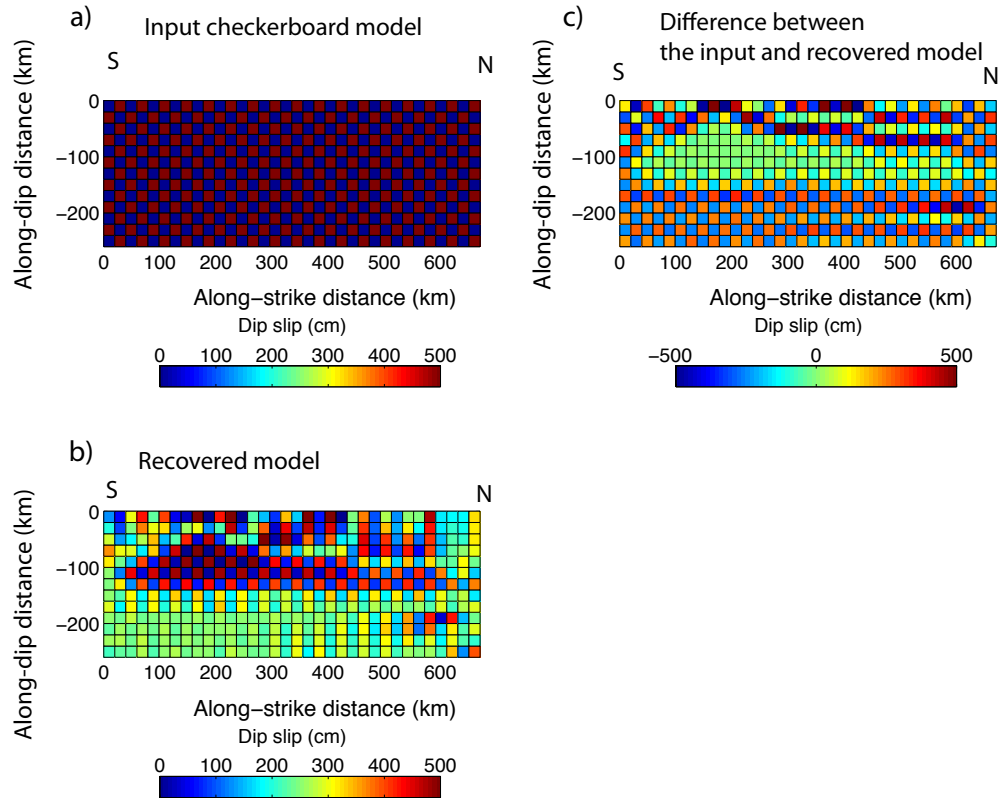 a)
Input checkerboard model
S
N
Along-dip distance (km)
0
−100
−200
0 100 200 300 400 500 600
Along−strike distance (km)
Dip slip (cm)
0 100 200 300 400 500
c)
Difference between
the input and recovered model
S
N
Along-dip distance (km)
0
−100
−200
0 100 200 300 400 500 600
Along−strike distance (km)
Dip slip (cm)
−500 0 500
b)
Recovered model
S
N
Along-dip distance (km)
0
−100
−200
0 100 200 300 400 500 600
Along−strike distance (km)
Dip slip (cm)
0 100 200 300 400 500